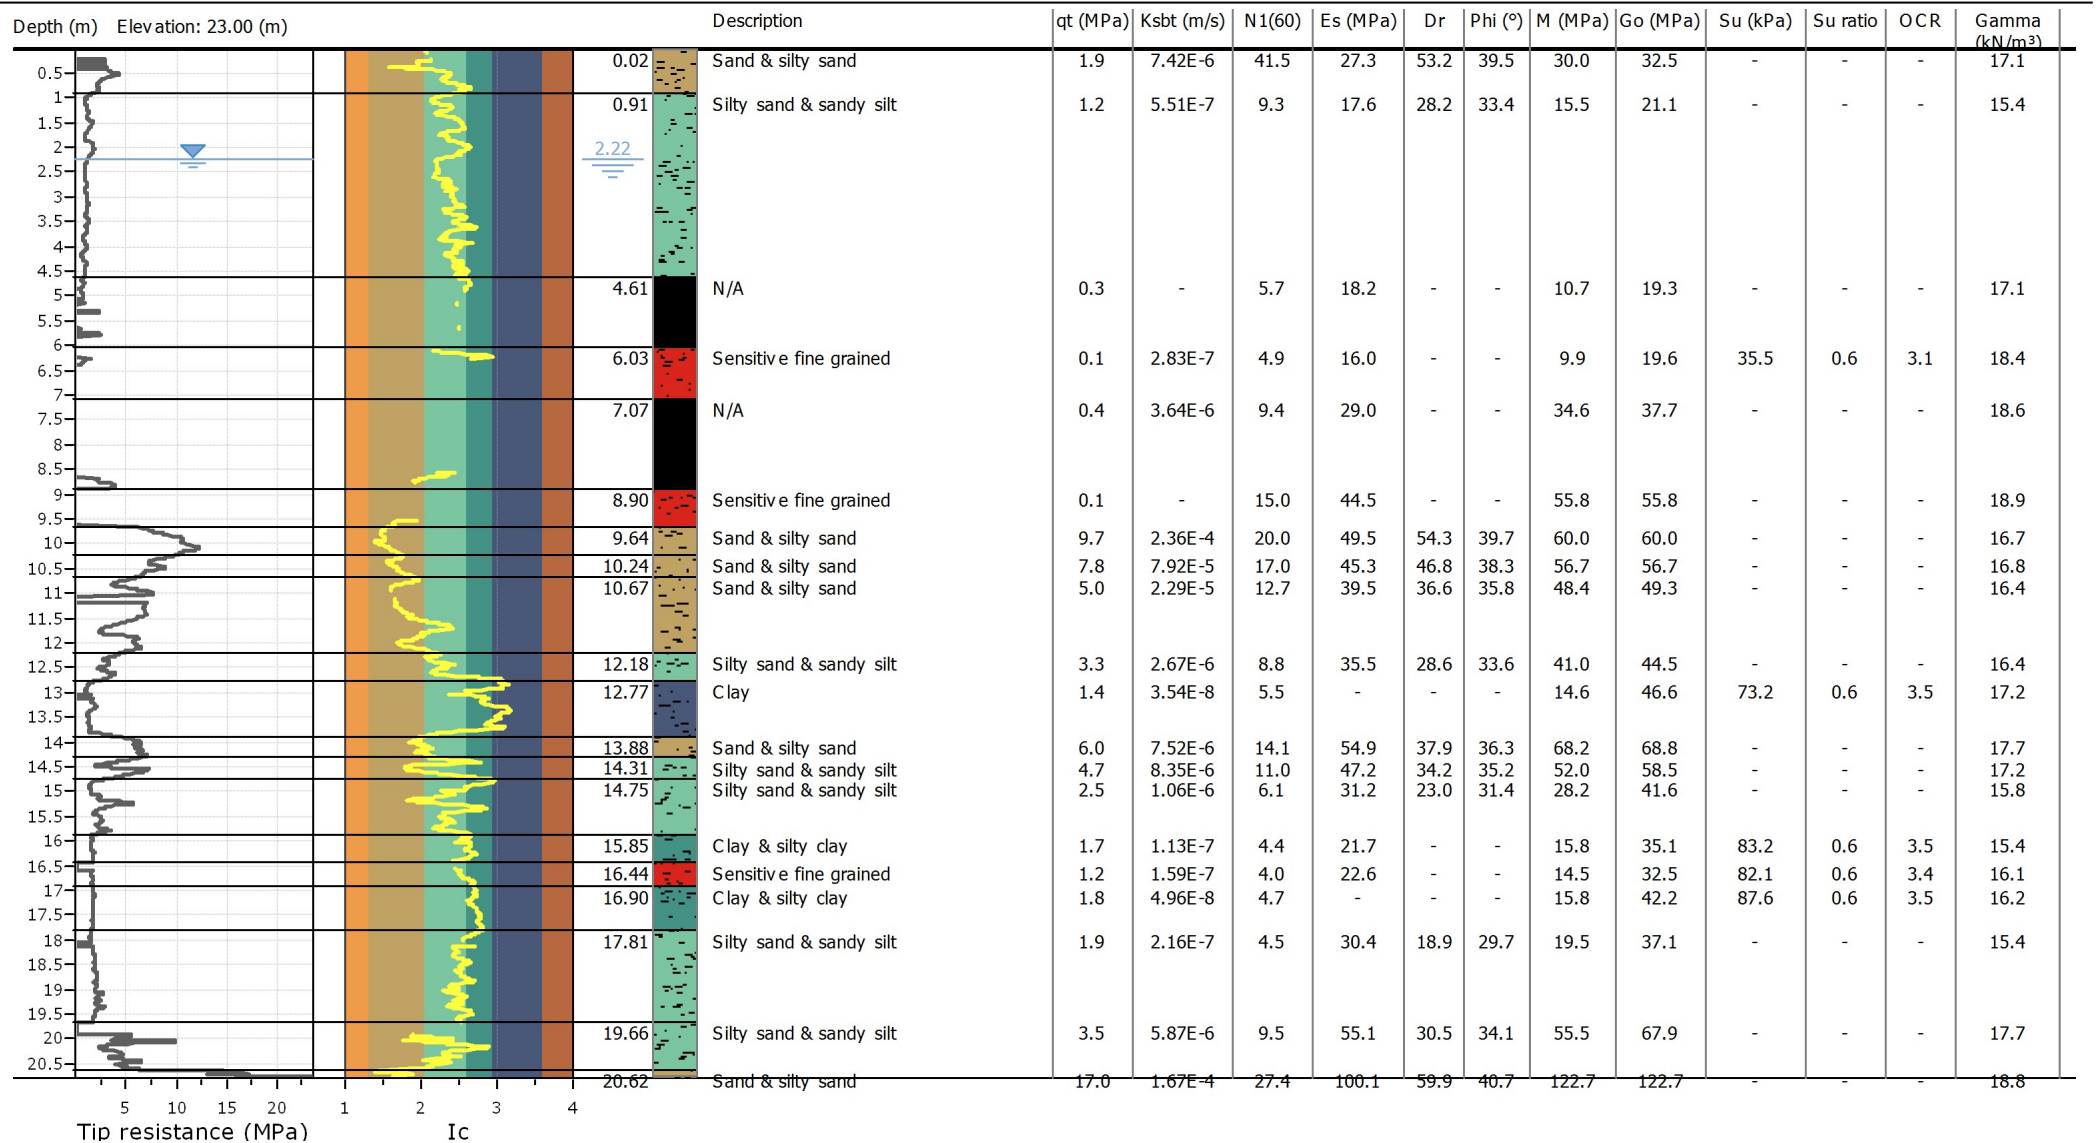 Depth (m) Elevation: 23.00 (m) Description qt (MPa) Ksbt (m/s) N1(60) Es (MPa) Dr Phi (°) M (MPa) Go (MPa) Su (kPa) Su ratio OCR Gamma (kN/m³)
0.02 Sand & silty sand 1.9 7.42E-6 41.5 27.3 53.2 39.5 30.0 32.5 - - - 17.1
0.5
1
0.91 Silty sand & sandy silt 1.2 5.51E-7 9.3 17.6 28.2 33.4 15.5 21.1 - - - 15.4
1.5
2 2.22
2.5
3
3.5
4
4.5
4.61 N/A 0.3 - 5.7 18.2 - - 10.7 19.3 - - - 17.1
5
5.5
6
6.03 Sensitive fine grained 0.1 2.83E-7 4.9 16.0 - - 9.9 19.6 35.5 0.6 3.1 18.4
6.5
7
7.07 N/A 0.4 3.64E-6 9.4 29.0 - - 34.6 37.7 - - - 18.6
7.5
8
8.5
9
8.90 Sensitive fine grained 0.1 - 15.0 44.5 - - 55.8 55.8 - - - 18.9
9.5
9.64 Sand & silty sand 9.7 2.36E-4 20.0 49.5 54.3 39.7 60.0 60.0 - - - 16.7
10
10.5 10.24 Sand & silty sand 7.8 7.92E-5 17.0 45.3 46.8 38.3 56.7 56.7 - - - 16.8
11 10.67 Sand & silty sand 5.0 2.29E-5 12.7 39.5 36.6 35.8 48.4 49.3 - - - 16.4
11.5
12
12.5 12.18 Silty sand & sandy silt 3.3 2.67E-6 8.8 35.5 28.6 33.6 41.0 44.5 - - - 16.4
13 12.77 Clay 1.4 3.54E-8 5.5 - - - 14.6 46.6 73.2 0.6 3.5 17.2
13.5
14 13.88 Sand & silty sand 6.0 7.52E-6 14.1 54.9 37.9 36.3 68.2 68.8 - - - 17.7
14.5 14.31 Silty sand & sandy silt 4.7 8.35E-6 11.0 47.2 34.2 35.2 52.0 58.5 - - - 17.2
15 14.75 Silty sand & sandy silt 2.5 1.06E-6 6.1 31.2 23.0 31.4 28.2 41.6 - - - 15.8
15.5
16 15.85 Clay & silty clay 1.7 1.13E-7 4.4 21.7 - - 15.8 35.1 83.2 0.6 3.5 15.4
16.5 16.44 Sensitive fine grained 1.2 1.59E-7 4.0 22.6 - - 14.5 32.5 82.1 0.6 3.4 16.1
17 16.90 Clay & silty clay 1.8 4.96E-8 4.7 - - - 15.8 42.2 87.6 0.6 3.5 16.2
17.5
18 17.81 Silty sand & sandy silt 1.9 2.16E-7 4.5 30.4 18.9 29.7 19.5 37.1 - - - 15.4
18.5
19
19.5
20 19.66 Silty sand & sandy silt 3.5 5.87E-6 9.5 55.1 30.5 34.1 55.5 67.9 - - - 17.7
20.5
20.62 Sand & silty sand 17.0 1.67E-4 27.4 100.1 59.9 40.7 122.7 122.7 - - - 18.8
5 10 15 20 1 2 3 4
Tip resistance (MPa) Ic